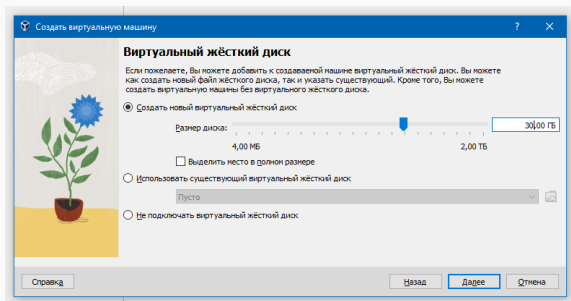 Создать виртуальную машину
Виртуальный жёсткий диск
Если пожелаете, Вы можете добавить к создаваемой машине виртуальный жёсткий диск. Вы можете
как создать новый файл жёсткого диска, так и указать существующий. Кроме того, Вы можете
создать виртуальную машины без виртуального жёсткого диска.
Создать новый виртуальный жёсткий диск
Размер диска:
30,00 ГБ
4,00 МБ
2,00 ТБ
Выделить место в полном размере
Использовать существующий виртуальный жёсткий диск
Пусто
Не подключать виртуальный жёсткий диск
Справка
Назад
Далее
Отмена